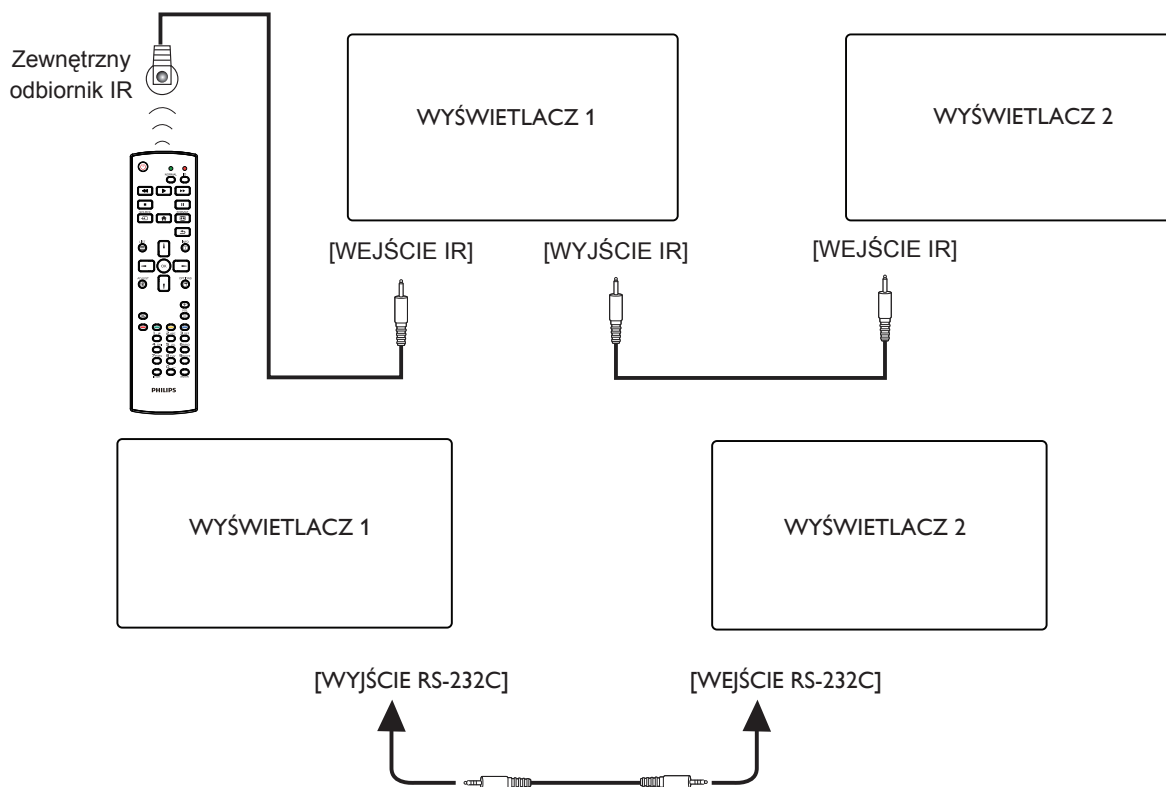 Zewnętrzny
odbiornik IR
WYŚWIETLACZ 1
WYŚWIETLACZ 2
[WEJŚCIE IR]
[WYJŚCIE IR]
[WEJŚCIE IR]
PHILIPS
WYŚWIETLACZ 1
WYŚWIETLACZ 2
[WYJŚCIE RS-232C]
[WEJŚCIE RS-232C]